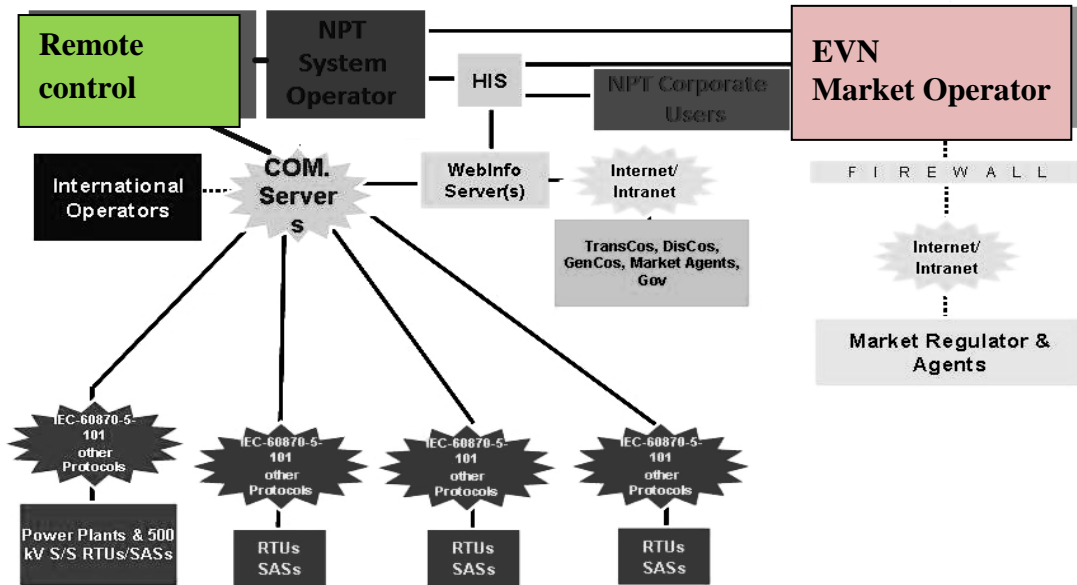 Remote
control
NPT
System
Operator
HIS
NPT Corporate
Users
EVN
Market Operator
International
Operators
COM.
Server
s
WebInfo
Server(s)
Internet/
Intranet
TransCos, DisCos,
GenCos, Market Agents,
Gov
FIREWALL
Internet/
Intranet
Market Regulator &
Agents
IEC-60870-5-
101
other
Protocols
IEC-60870-5-
101
other
Protocols
IEC-60870-5-
101
other
Protocols
IEC-60870-5-
101
other
Protocols
Power Plants & 500
kV S/S RTUs/SASs
RTUs
SASs
RTUs
SASs
RTUs
SASs